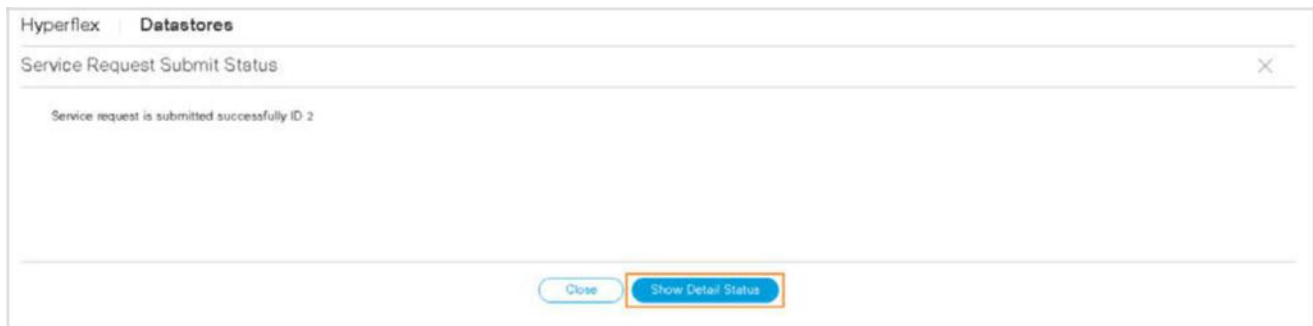 Hyperflex Datastores
Service Request Submit Status
Service request is submitted successfully ID 2
Close Show Detail Status